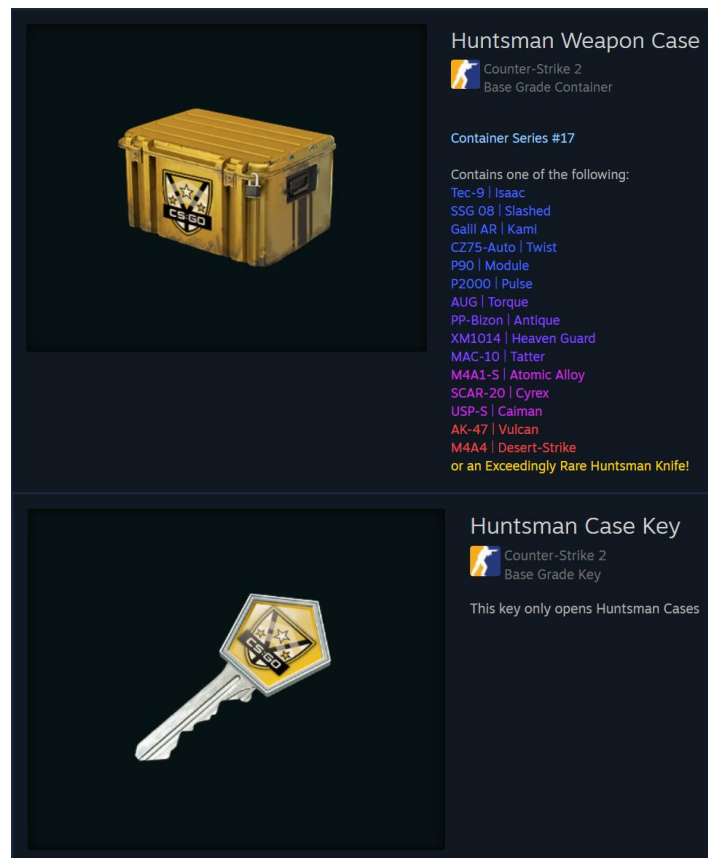 Huntsman Weapon Case
Counter-Strike 2
Base Grade Container
Container Series #17
Contains one of the following:
Tec-9 | Isaac
SSG 08 | Slashed
Galil AR | Kami
CZ75-Auto | Twist
P90 | Module
P2000 | Pulse
AUG | Torque
PP-Bizon | Antique
XM1014 | Heaven Guard
MAC-10 | Tatter
M4A1-S | Atomic Alloy
SCAR-20 | Cyrex
USP-S | Caiman
AK-47 | Vulcan
M4A4 | Desert-Strike
or an Exceedingly Rare Huntsman Knife!
CS:GO
Huntsman Case Key
Counter-Strike 2
Base Grade Key
This key only opens Huntsman Cases
CS:GO